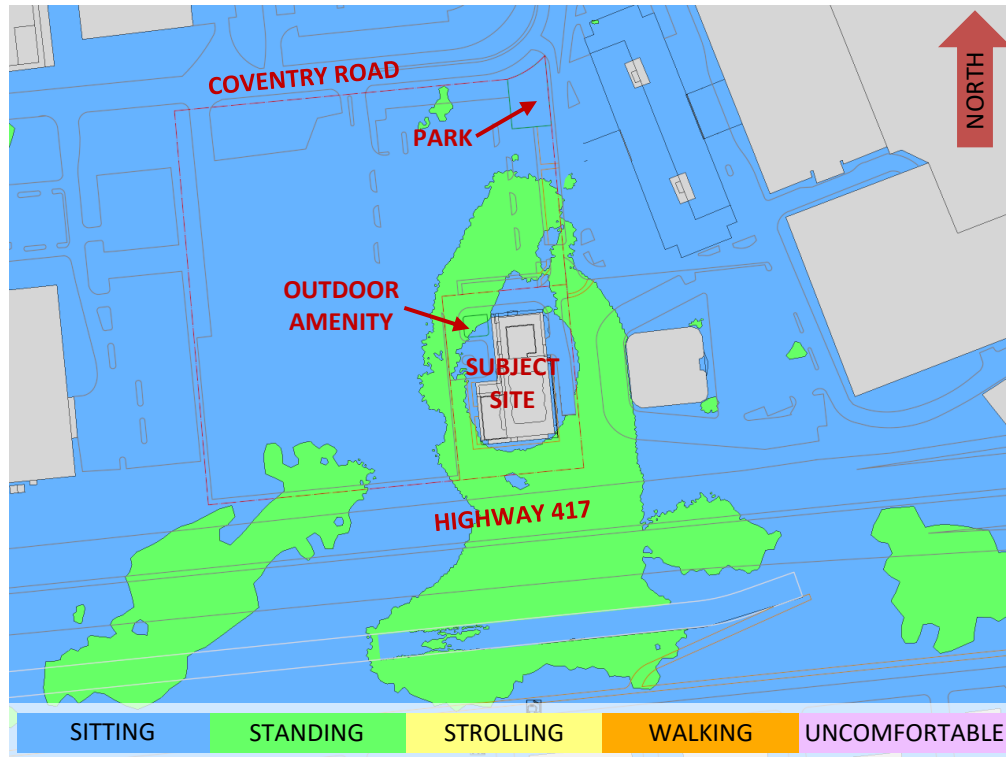 NORTH
COVENTRY ROAD
PARK
OUTDOOR
AMENITY
SUBJECT
SITE
HIGHWAY 417
SITTING
STANDING
STROLLING
WALKING
UNCOMFORTABLE